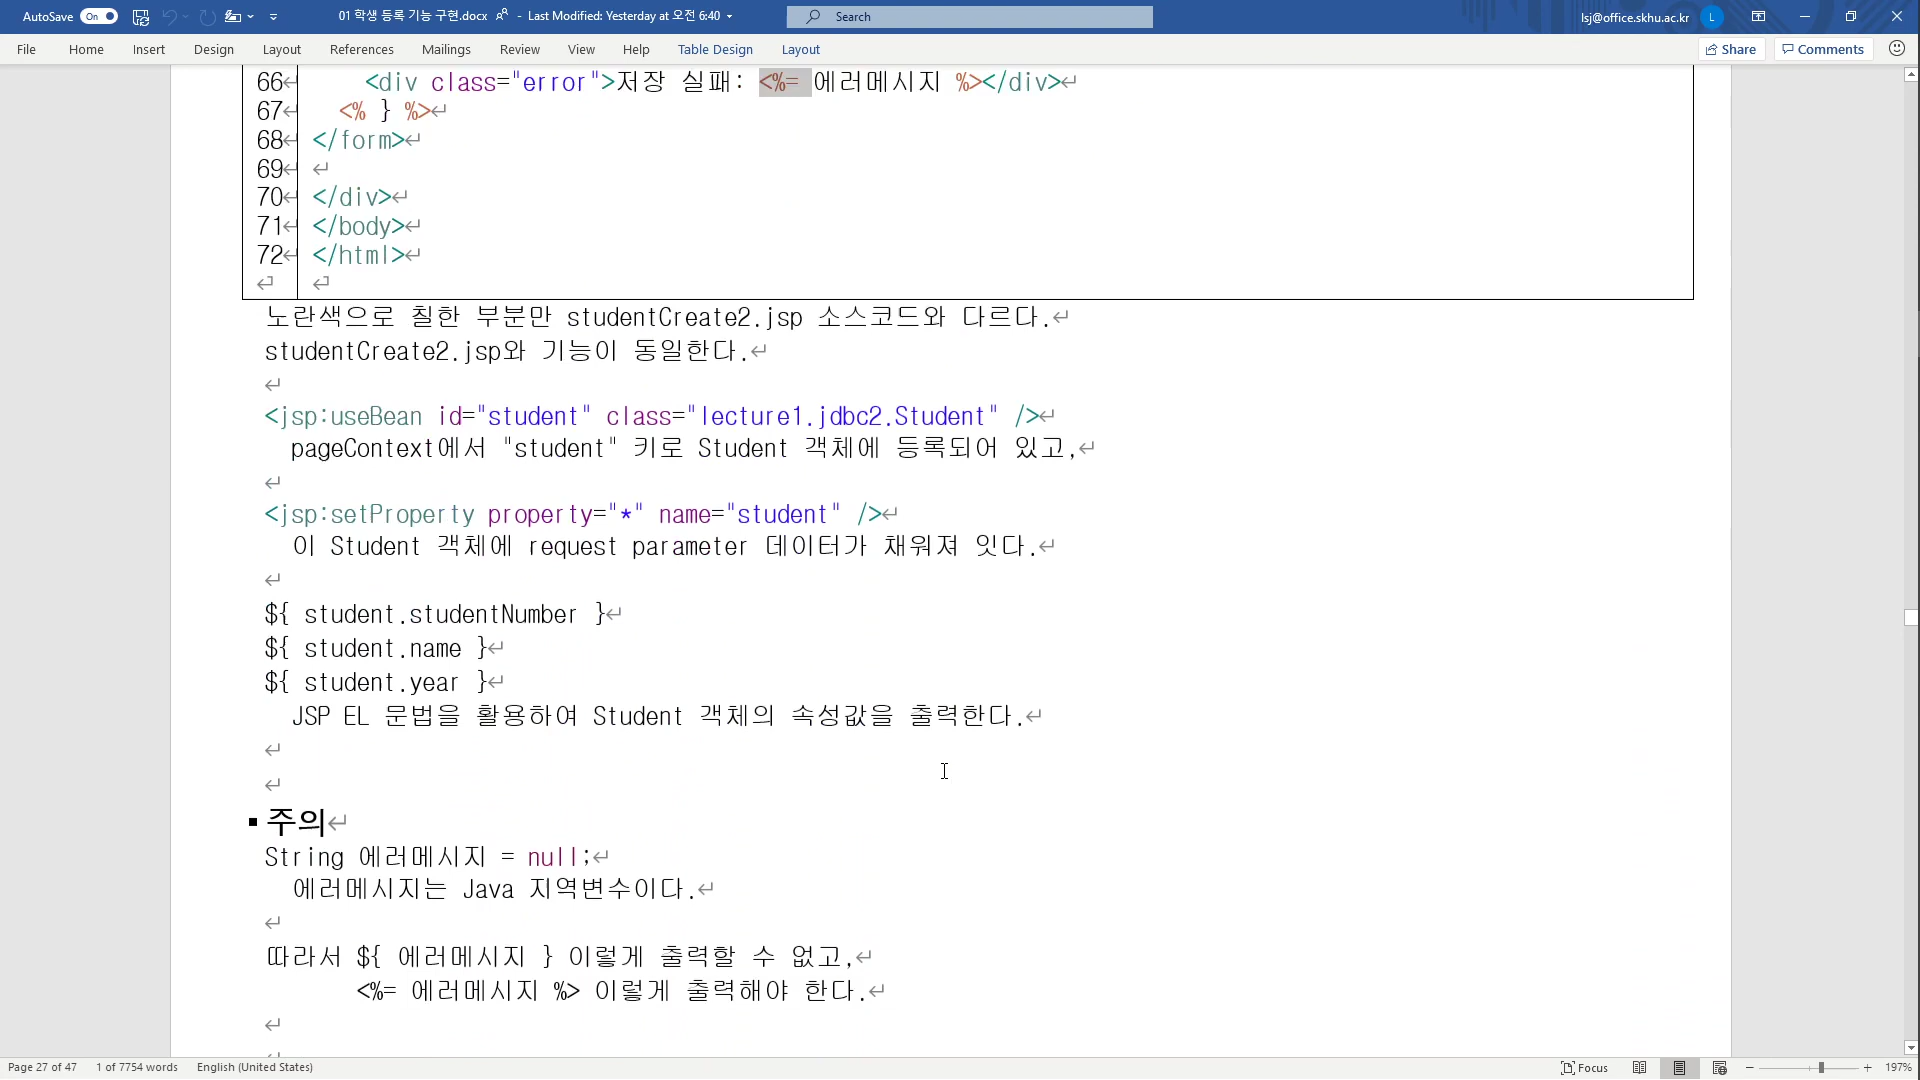 AutoSave On 01 학생 등록 기능 구현.docx - Last Modified: Yesterday at 오전 6:40 Search lsj@office.skhu.ac.kr L
File Home Insert Design Layout References Mailings Review View Help Table Design Layout Share Comments
66 <div class="error">저장 실패: <%= 에러메시지 %></div>
67 <% } %>
68 </form>
69
70 </div>
71 </body>
72 </html>
노란색으로 칠한 부분만 studentCreate2.jsp 소스코드와 다르다.
studentCreate2.jsp와 기능이 동일한다.
<jsp:useBean id="student" class="lecture1.jdbc2.Student" />
pageContext에서 "student" 키로 Student 객체에 등록되어 있고,
<jsp:setProperty property="*" name="student" />
이 Student 객체에 request parameter 데이터가 채워져 잇다.
${ student.studentNumber }
${ student.name }
${ student.year }
JSP EL 문법을 활용하여 Student 객체의 속성값을 출력한다.
주의
String 에러메시지 = null;
에러메시지는 Java 지역변수이다.
따라서 ${ 에러메시지 } 이렇게 출력할 수 없고,
<%= 에러메시지 %> 이렇게 출력해야 한다.
Page 27 of 47 1 of 7754 words English (United States) Focus 197%